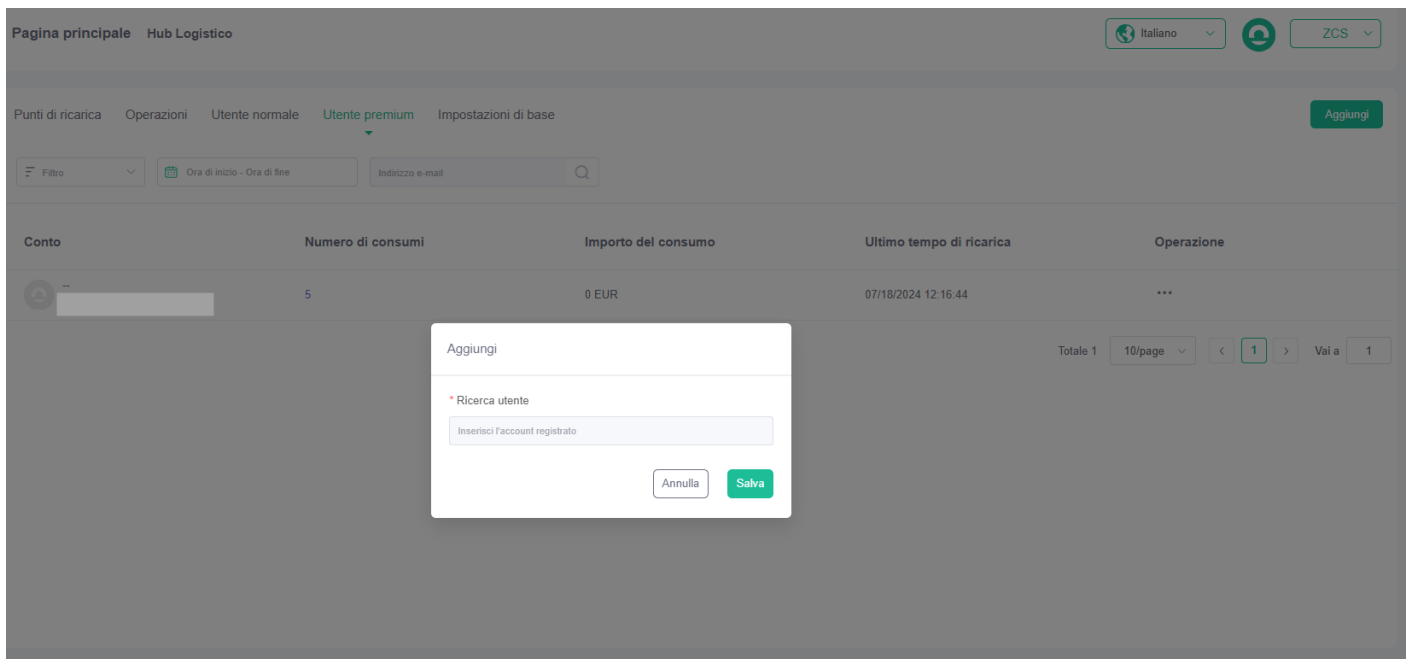 Pagina principale Hub Logistico Italiano ZCS
Punti di ricarica Operazioni Utente normale Utente premium Impostazioni di base Aggiungi
Filtro Ora di inizio - Ora di fine Indirizzo e-mail
Conto Numero di consumi Importo del consumo Ultimo tempo di ricarica Operazione
--
5 0 EUR 07/18/2024 12:16:44 •••
Aggiungi
Totale 1 10/page < 1 > Vai a 1
* Ricerca utente
Inserisci l'account registrato
Annulla Salva